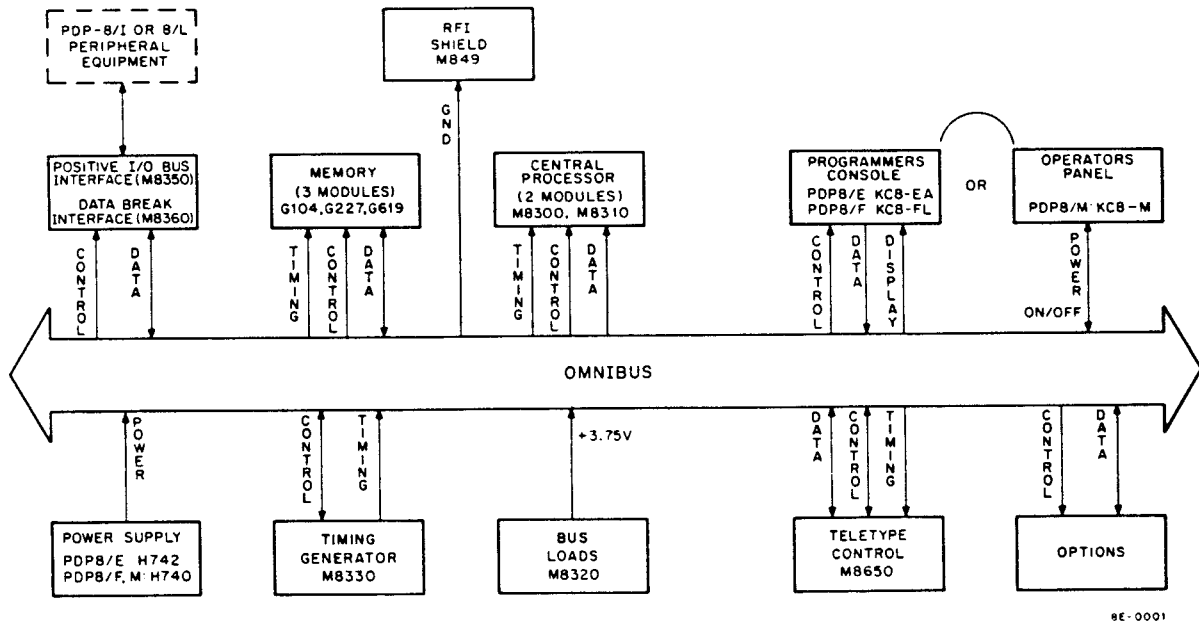 PDP-8/I OR 8/L
PERIPHERAL
EQUIPMENT
RFI
SHIELD
M849
GND
POSITIVE I/O BUS
INTERFACE (M8350)
DATA BREAK
INTERFACE (M8360)
MEMORY
(3 MODULES)
G104, G227, G619
CENTRAL
PROCESSOR
(2 MODULES)
M8300, M8310
PROGRAMMERS
CONSOLE
PDP8/E KC8-EA
PDP8/F KC8-FL
OR
OPERATORS
PANEL
PDP8/M: KC8-M
CONTROL
DATA
TIMING
CONTROL
DATA
TIMING
CONTROL
DATA
CONTROL
DATA
DISPLAY
POWER
ON/OFF
OMNIBUS
POWER
CONTROL
TIMING
+3.75V
DATA
CONTROL
TIMING
CONTROL
DATA
POWER SUPPLY
PDP8/E H742
PDP8/F, M: H740
TIMING
GENERATOR
M8330
BUS
LOADS
M8320
TELETYPE
CONTROL
M8650
OPTIONS
8E-0001